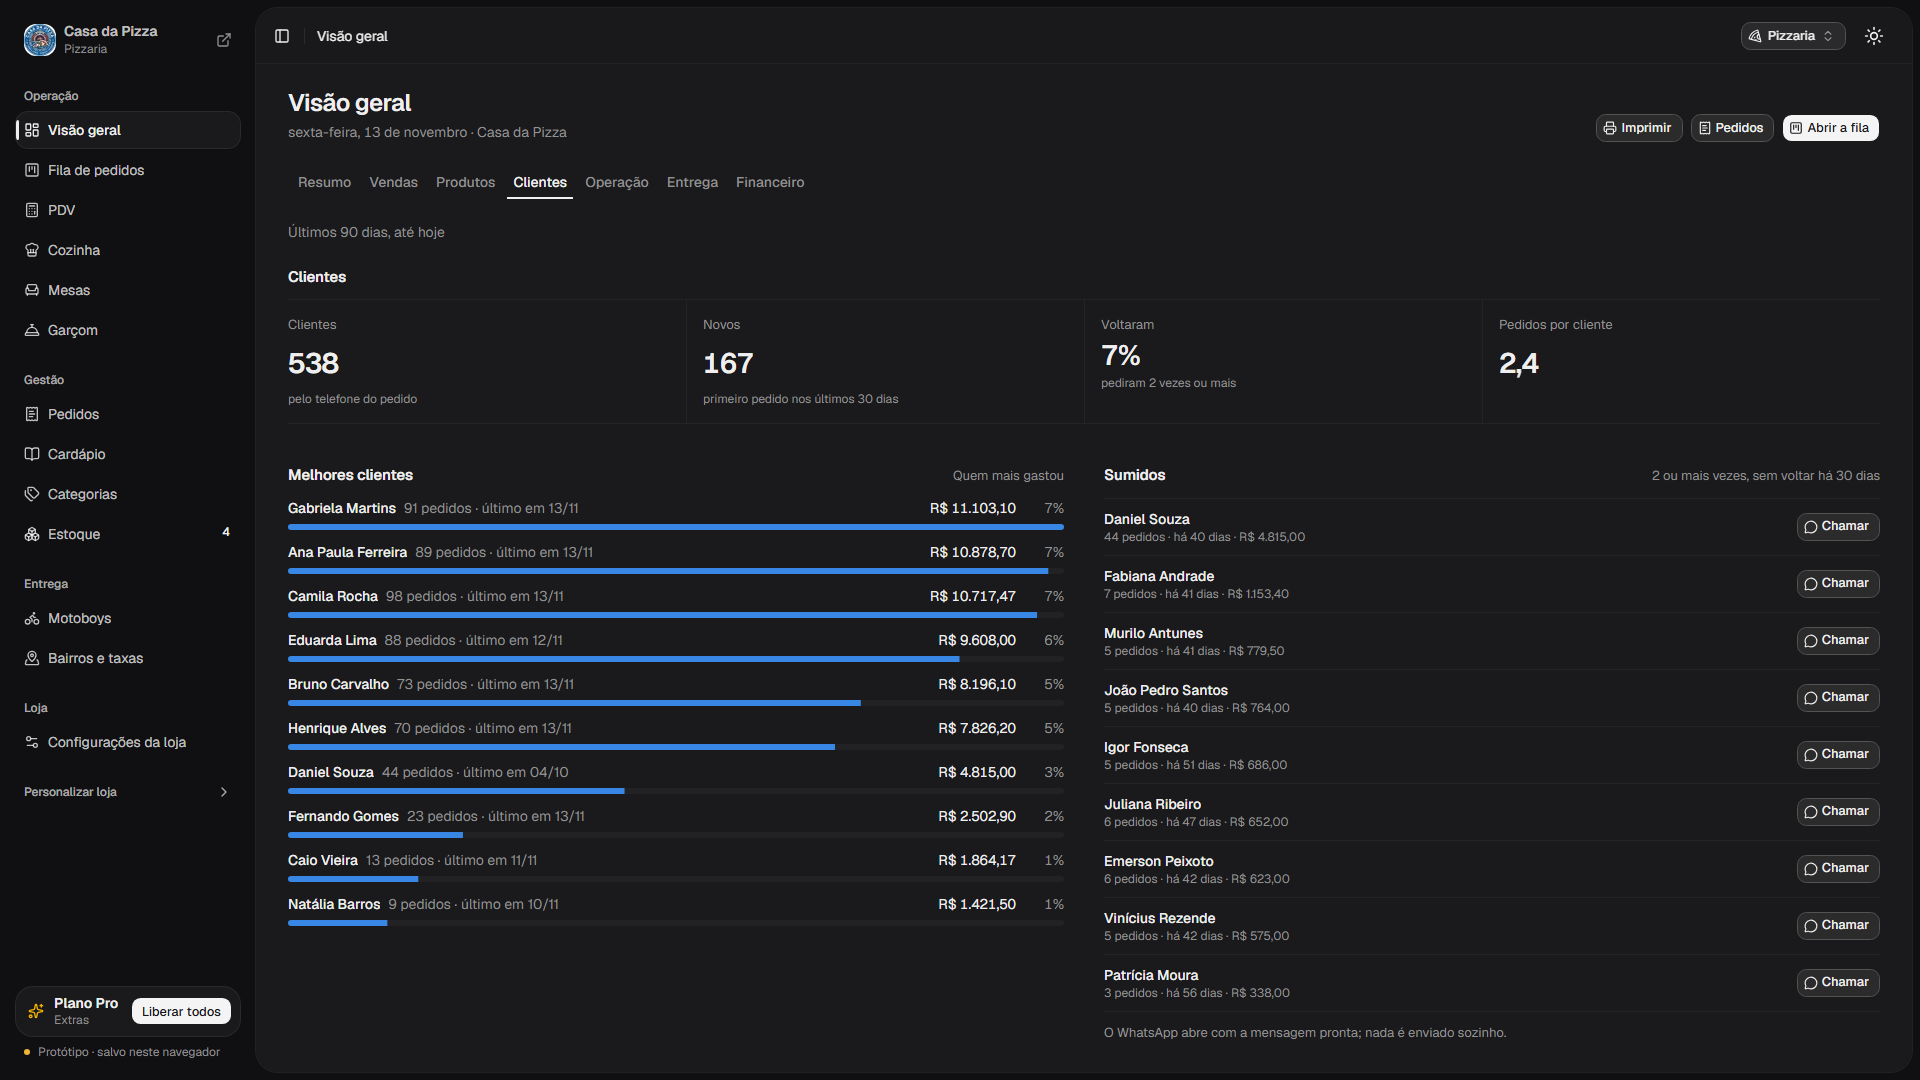 Casa da Pizza
Pizzaria
Operação
Visão geral
Fila de pedidos
PDV
Cozinha
Mesas
Garçom
Gestão
Pedidos
Cardápio
Categorias
Estoque 4
Entrega
Motoboys
Bairros e taxas
Loja
Configurações da loja
Personalizar loja
Plano Pro
Extras
Liberar todos
Protótipo · salvo neste navegador
Visão geral
Pizzaria
Visão geral
sexta-feira, 13 de novembro · Casa da Pizza
Imprimir Pedidos Abrir a fila
Resumo Vendas Produtos Clientes Operação Entrega Financeiro
Últimos 90 dias, até hoje
Clientes
Clientes
538
pelo telefone do pedido
Novos
167
primeiro pedido nos últimos 30 dias
Voltaram
7%
pediram 2 vezes ou mais
Pedidos por cliente
2,4
Melhores clientes Quem mais gastou
Gabriela Martins 91 pedidos · último em 13/11 R$ 11.103,10 7%
Ana Paula Ferreira 89 pedidos · último em 13/11 R$ 10.878,70 7%
Camila Rocha 98 pedidos · último em 13/11 R$ 10.717,47 7%
Eduarda Lima 88 pedidos · último em 12/11 R$ 9.608,00 6%
Bruno Carvalho 73 pedidos · último em 13/11 R$ 8.196,10 5%
Henrique Alves 70 pedidos · último em 13/11 R$ 7.826,20 5%
Daniel Souza 44 pedidos · último em 04/10 R$ 4.815,00 3%
Fernando Gomes 23 pedidos · último em 13/11 R$ 2.502,90 2%
Caio Vieira 13 pedidos · último em 11/11 R$ 1.864,17 1%
Natália Barros 9 pedidos · último em 10/11 R$ 1.421,50 1%
Sumidos 2 ou mais vezes, sem voltar há 30 dias
Daniel Souza
44 pedidos · há 40 dias · R$ 4.815,00
Chamar
Fabiana Andrade
7 pedidos · há 41 dias · R$ 1.153,40
Chamar
Murilo Antunes
5 pedidos · há 41 dias · R$ 779,50
Chamar
João Pedro Santos
5 pedidos · há 40 dias · R$ 764,00
Chamar
Igor Fonseca
5 pedidos · há 51 dias · R$ 686,00
Chamar
Juliana Ribeiro
6 pedidos · há 47 dias · R$ 652,00
Chamar
Emerson Peixoto
6 pedidos · há 42 dias · R$ 623,00
Chamar
Vinícius Rezende
5 pedidos · há 42 dias · R$ 575,00
Chamar
Patrícia Moura
3 pedidos · há 56 dias · R$ 338,00
Chamar
O WhatsApp abre com a mensagem pronta; nada é enviado sozinho.